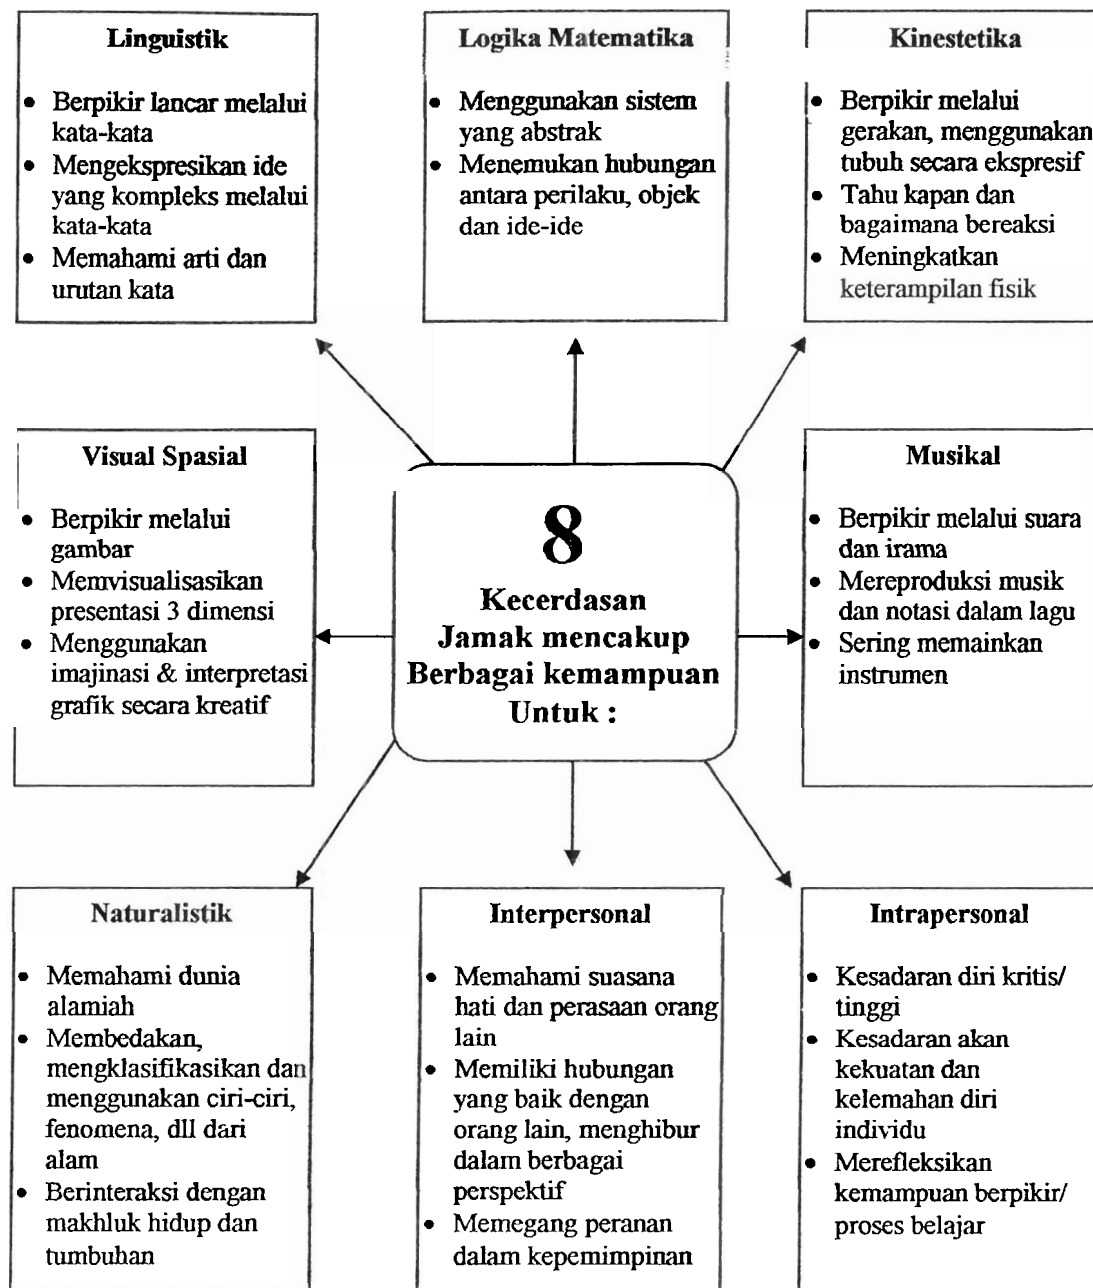 Linguistik
• Berpikir lancar melalui
kata-kata
• Mengekspresikan ide
yang kompleks melalui
kata-kata
• Memahami arti dan
urutan kata
Logika Matematika
• Menggunakan sistem
yang abstrak
• Menemukan hubungan
antara perilaku, objek
dan ide-ide
Kinestetika
• Berpikir melalui
gerakan, menggunakan
tubuh secara ekspresif
• Tahu kapan dan
bagaimana bereaksi
• Meningkatkan
keterampilan fisik
Visual Spasial
• Berpikir melalui
gambar
• Memvisualisasikan
presentasi 3 dimensi
• Menggunakan
imajinasi & interpretasi
grafik secara kreatif
8
Kecerdasan
Jamak mencakup
Berbagai kemampuan
Untuk :
Musikal
• Berpikir melalui suara
dan irama
• Mereproduksi musik
dan notasi dalam lagu
• Sering memainkan
instrumen
Naturalistik
• Memahami dunia
alamiah
• Membedakan,
mengklasifikasikan dan
menggunakan ciri-ciri,
fenomena, dll dari
alam
• Berinteraksi dengan
makhluk hidup dan
tumbuhan
Interpersonal
• Memahami suasana
hati dan perasaan orang
lain
• Memiliki hubungan
yang baik dengan
orang lain, menghibur
dalam berbagai
perspektif
• Memegang peranan
dalam kepemimpinan
Intrapersonal
• Kesadaran diri kritis/
tinggi
• Kesadaran akan
kekuatan dan
kelemahan diri
individu
• Merefleksikan
kemampuan berpikir/
proses belajar